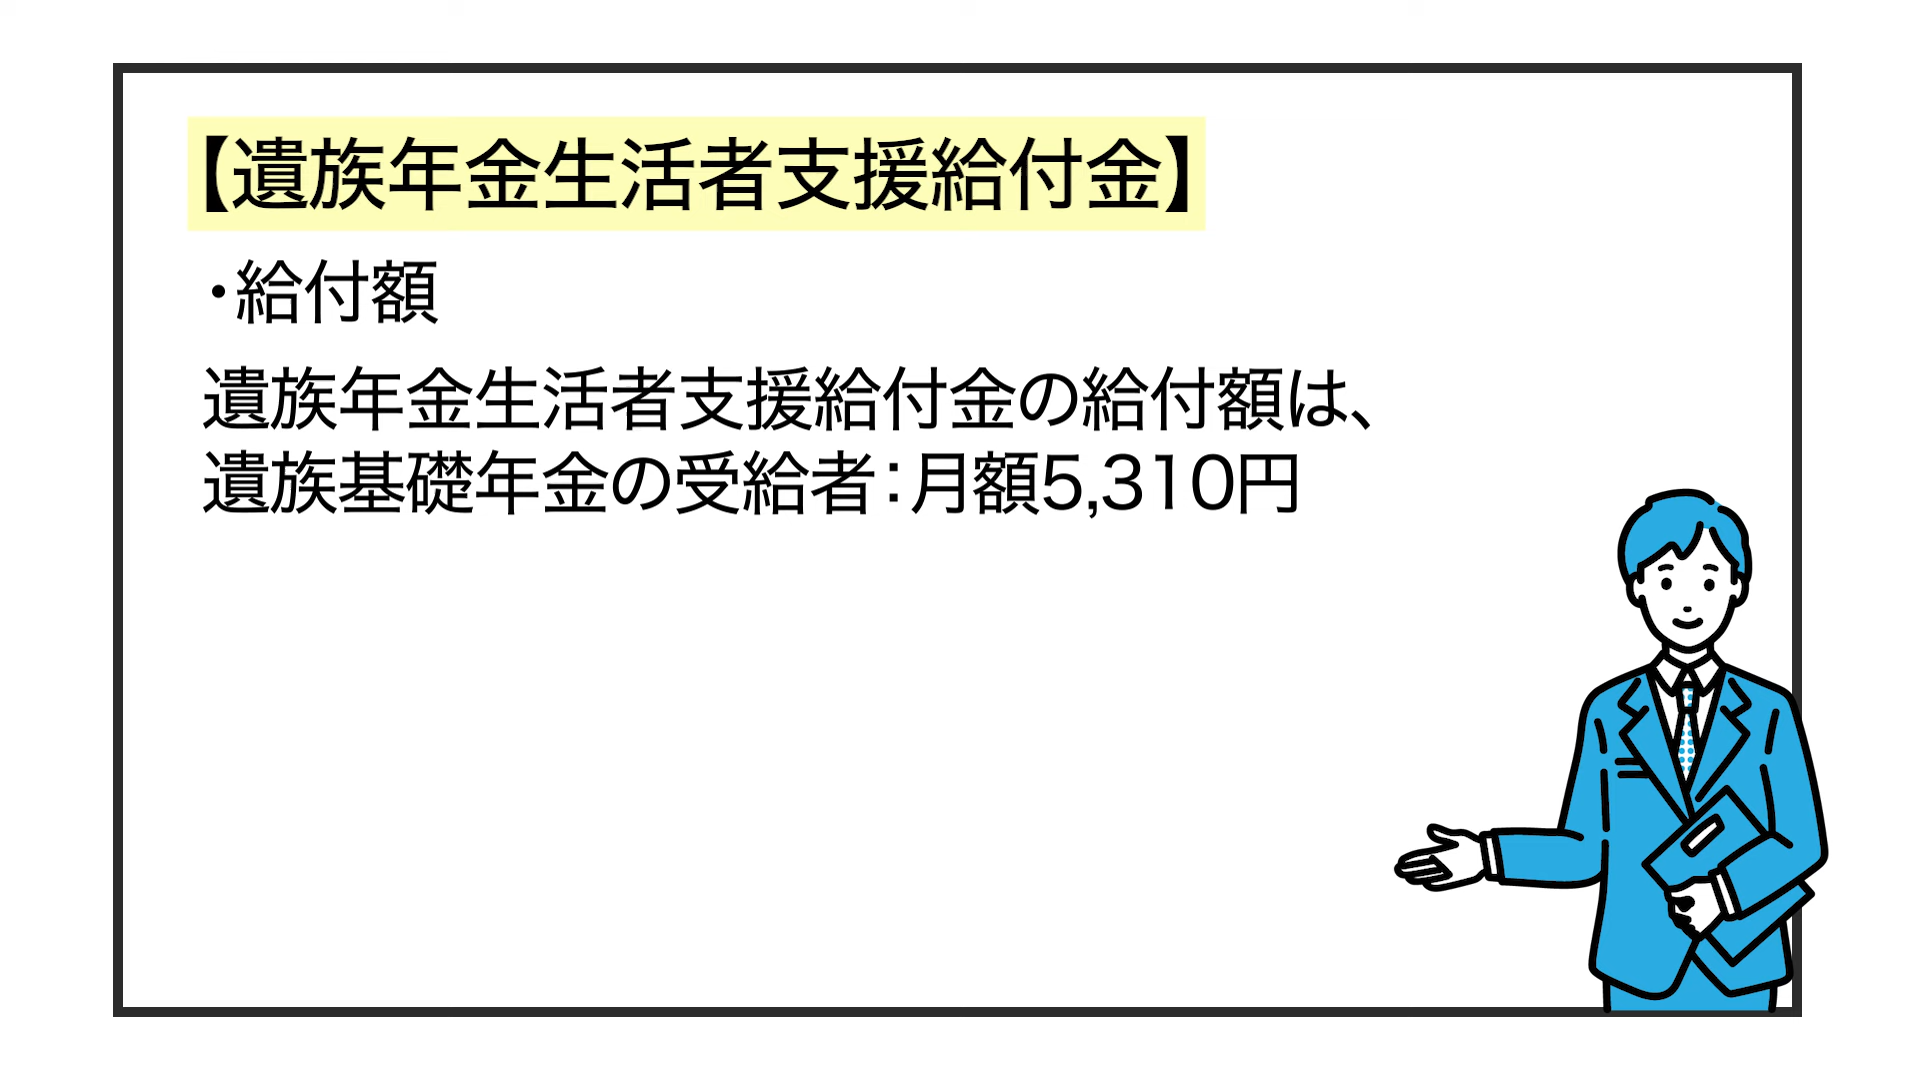 【遺族年金生活者支援給付金】
・給付額
遺族年金生活者支援給付金の給付額は、
遺族基礎年金の受給者：月額5,310円